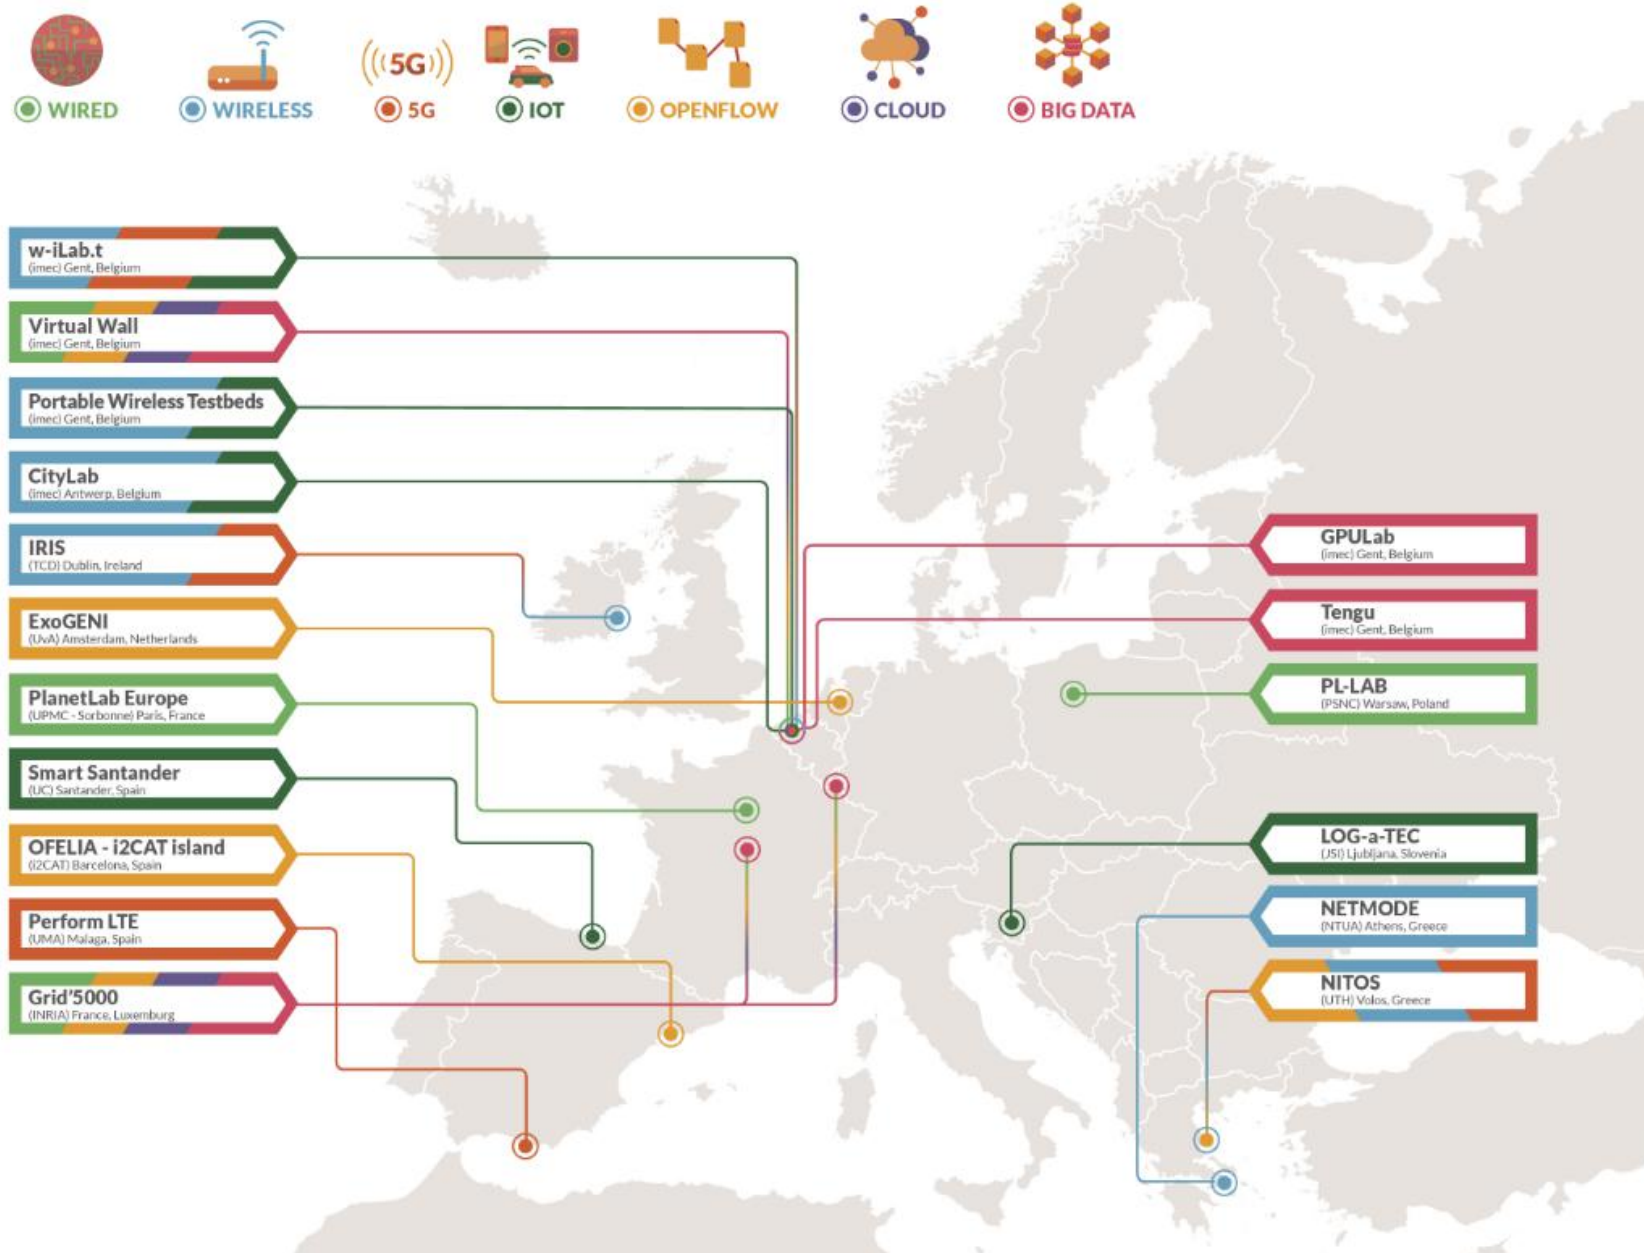 5G
WIRED
WIRELESS
5G
IOT
OPENFLOW
CLOUD
BIG DATA
w-iLab.t
(imec) Gent, Belgium
Virtual Wall
(imec) Gent, Belgium
Portable Wireless Testbeds
(imec) Gent, Belgium
CityLab
(imec) Antwerp, Belgium
IRIS
(TCD) Dublin, Ireland
ExoGENI
(UvA) Amsterdam, Netherlands
PlanetLab Europe
(UPMC - Sorbonne) Paris, France
Smart Santander
(UC) Santander, Spain
OFELIA - i2CAT island
(i2CAT) Barcelona, Spain
Perform LTE
(UMA) Malaga, Spain
Grid'5000
(INRIA) France, Luxemburg
GPULab
(imec) Gent, Belgium
Tengu
(imec) Gent, Belgium
PL-LAB
(PSNC) Warsaw, Poland
LOG-a-TEC
(JSI) Ljubljana, Slovenia
NETMODE
(NTUA) Athens, Greece
NITOS
(UTH) Volos, Greece